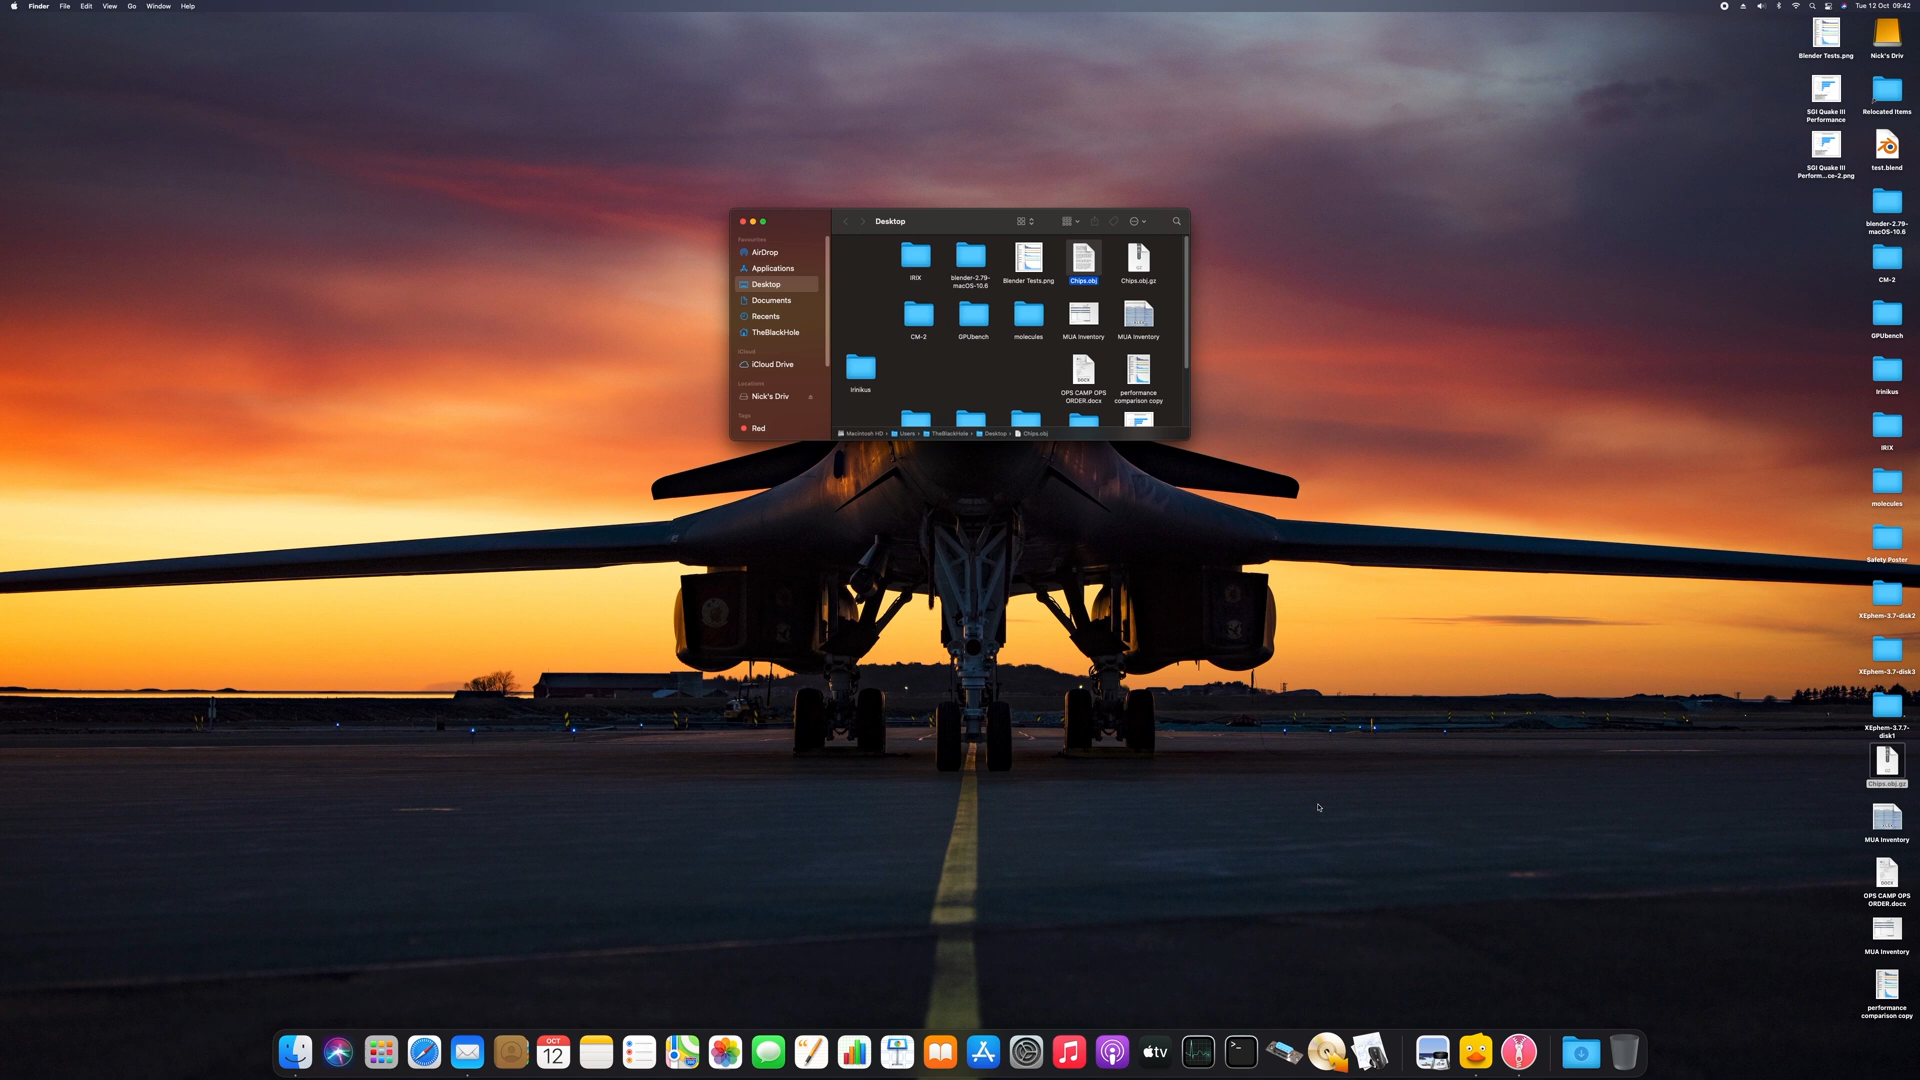 Finder File Edit View Go Window Help
Tue 12 Oct 09:42
Blender Tests.png
Nick's Driv
SGI Quake III
Performance
Relocated Items
SGI Quake III
Perform...ce-2.png
test.blend
blender-2.79-
macOS-10.6
CM-2
GPUbench
Irinikus
IRIX
molecules
Safety Poster
XEphem-3.7-disk2
XEphem-3.7-disk3
XEphem-3.7.7-
disk1
Chips.obj.gz
MUA Inventory
DOCX
OPS CAMP OPS
ORDER.docx
MUA Inventory
performance
comparison copy
Desktop
Favourites
AirDrop
Applications
Desktop
Documents
Recents
TheBlackHole
iCloud
iCloud Drive
Locations
Nick's Driv
Tags
Red
IRIX
blender-2.79-
macOS-10.6
Blender Tests.png
Chips.obj
Chips.obj.gz
CM-2
GPUbench
molecules
MUA Inventory
MUA Inventory
Irinikus
DOCX
OPS CAMP OPS
ORDER.docx
performance
comparison copy
Macintosh HD › Users › TheBlackHole › Desktop › Chips.obj
OCT
12
tv
>_